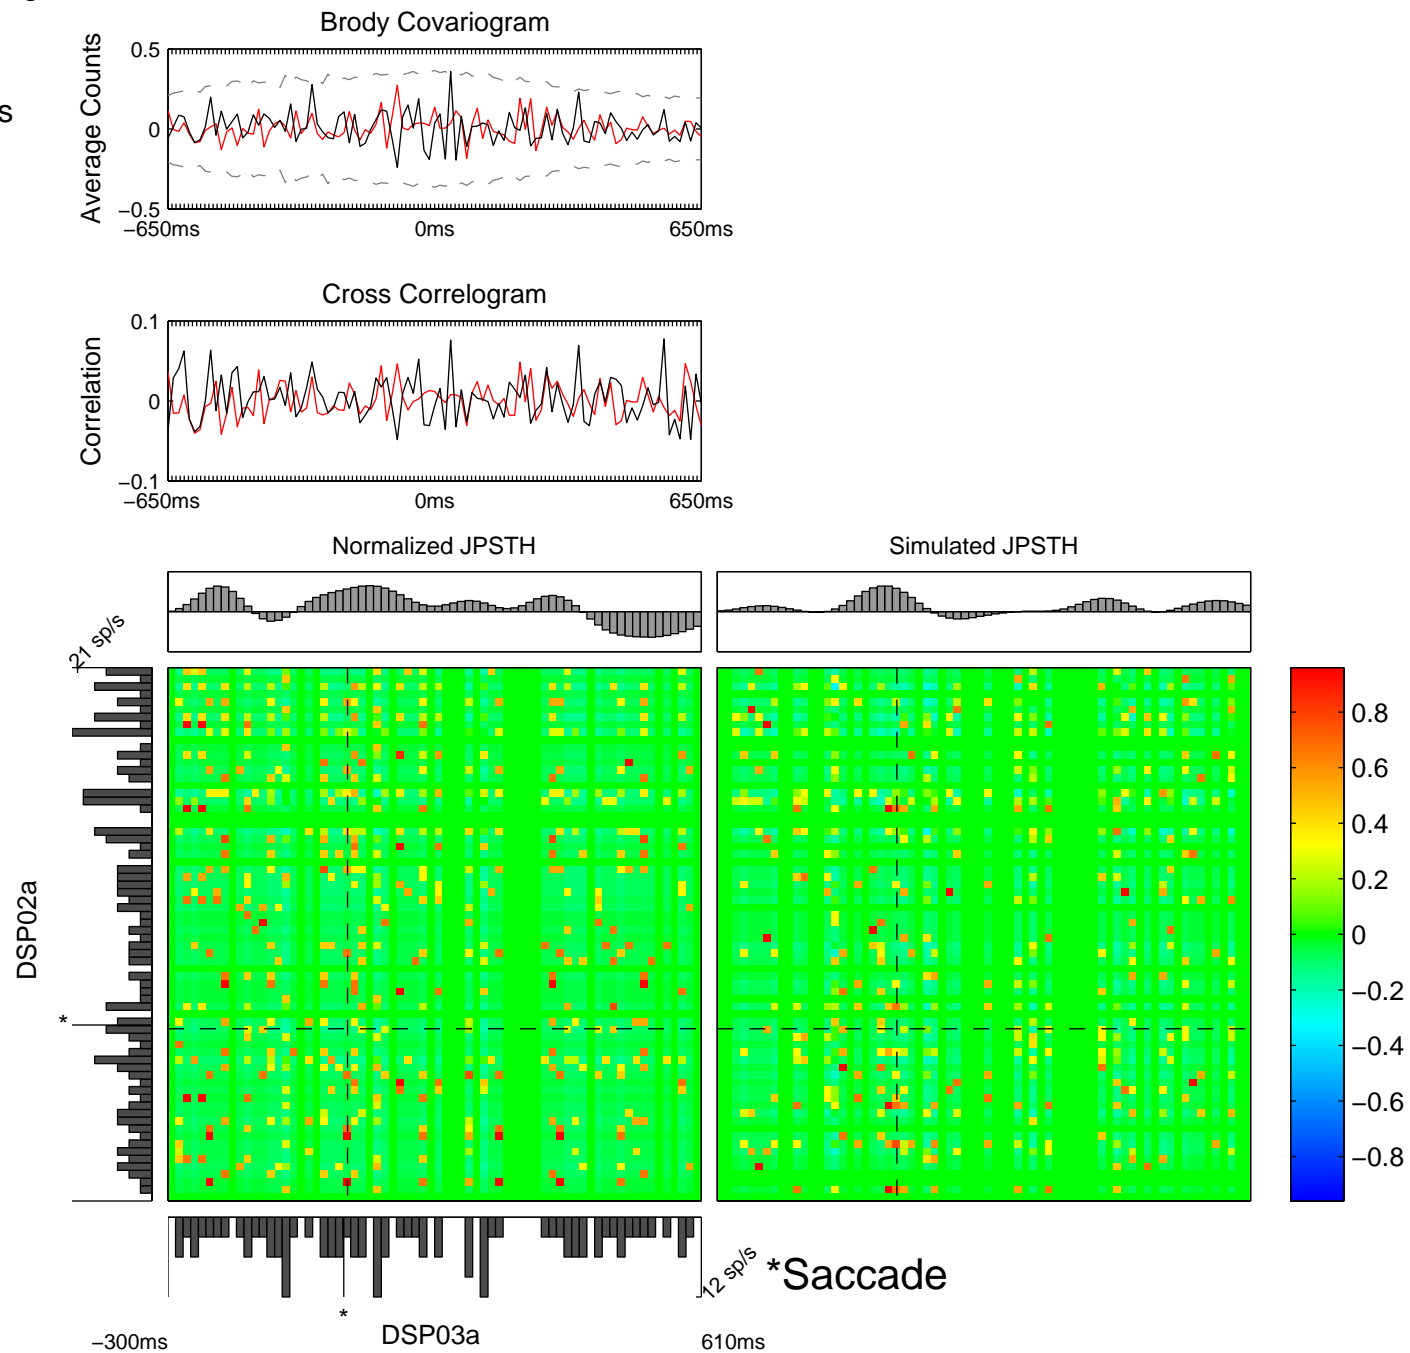 g
Brody Covariogram
s
Average Counts
0.5
0
−0.5
−650ms 0ms 650ms
Cross Correlogram
Correlation
0.1
0
−0.1
−650ms 0ms 650ms
Normalized JPSTH Simulated JPSTH
21 sp/s
DSP02a
*
0.8
0.6
0.4
0.2
0
−0.2
−0.4
−0.6
−0.8
12 sp/s
*Saccade
*
DSP03a
−300ms 610ms